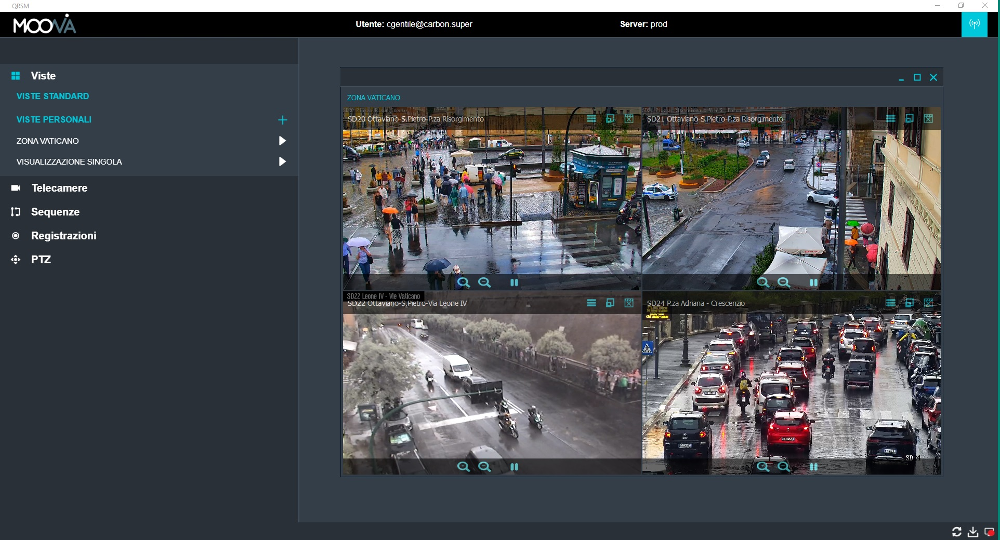 QRSM
MOOVA
Utente: cgentile@carbon.super
Server: prod
Viste
VISTE STANDARD
VISTE PERSONALI
ZONA VATICANO
VISUALIZZAZIONE SINGOLA
Telecamere
Sequenze
Registrazioni
PTZ
ZONA VATICANO
SD20 Piazza Risorgimento
SD20 Ottaviano-S.Pietro-P.za Risorgimento
SD21 Piazza Risorgimento Via S. Porcari
SD21 Ottaviano-S.Pietro-P.za Risorgimento
SD22 Leone IV - Vle Vaticano
SD22 Ottaviano-S.Pietro-Via Leone IV
SD24 P.za Adriana - Crescenzio
SD 24